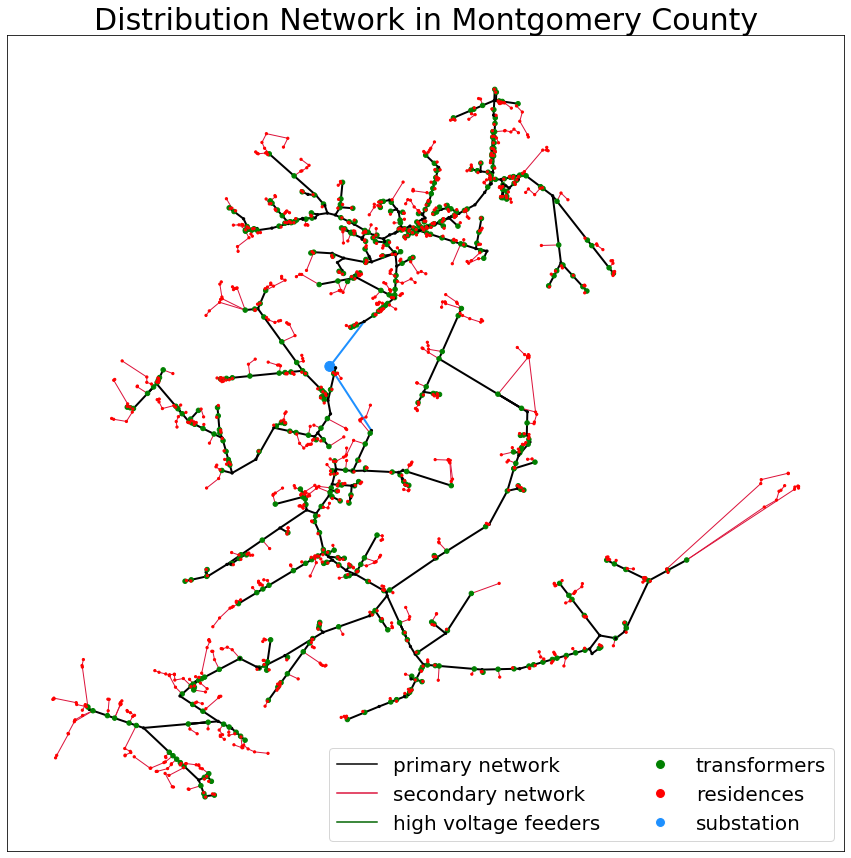 Distribution Network in Montgomery County
primary network
secondary network
high voltage feeders
transformers
residences
substation